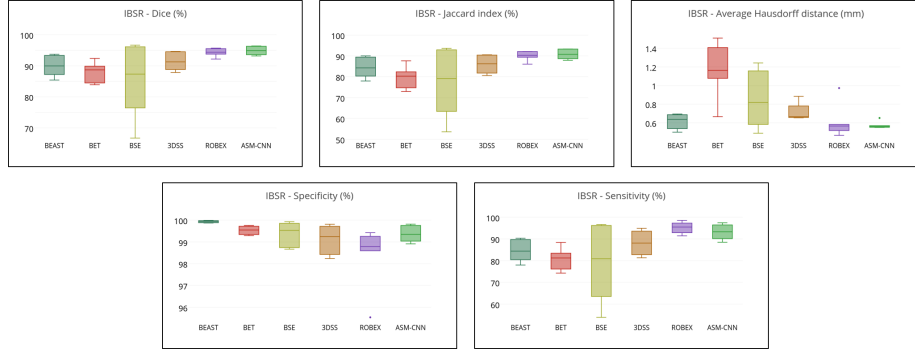 IBSR - Dice (%)
100
90
80
70
BEAST BET BSE 3DSS ROBEX ASM-CNN
IBSR - Jaccard index (%)
100
90
80
70
60
50
BEAST BET BSE 3DSS ROBEX ASM-CNN
IBSR - Average Hausdorff distance (mm)
1.4
1.2
1
0.8
0.6
BEAST BET BSE 3DSS ROBEX ASM-CNN
IBSR - Specificity (%)
100
99
98
97
96
BEAST BET BSE 3DSS ROBEX ASM-CNN
IBSR - Sensitivity (%)
100
90
80
70
60
BEAST BET BSE 3DSS ROBEX ASM-CNN